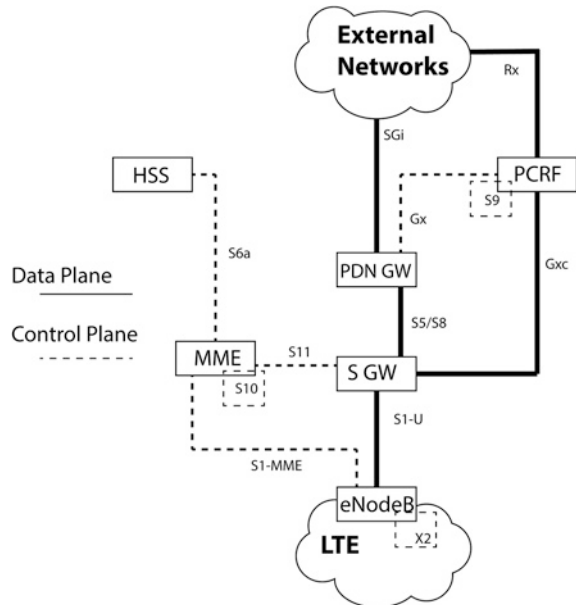 External
Networks
Rx
SGi
HSS
PCRF
S9
Gx
S6a
PDN GW
Gxc
Data Plane
S5/S8
Control Plane
MME
S11
S GW
S10
S1-U
S1-MME
eNodeB
X2
LTE